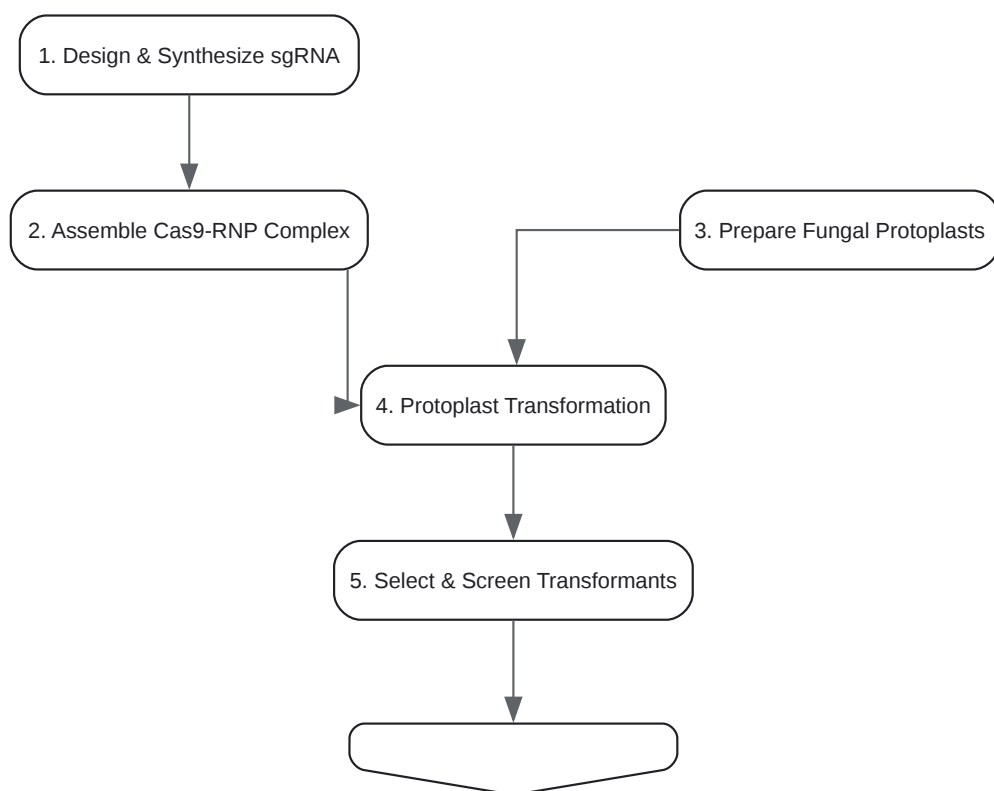 1. Design & Synthesize sgRNA
2. Assemble Cas9-RNP Complex
3. Prepare Fungal Protoplasts
4. Protoplast Transformation
5. Select & Screen Transformants